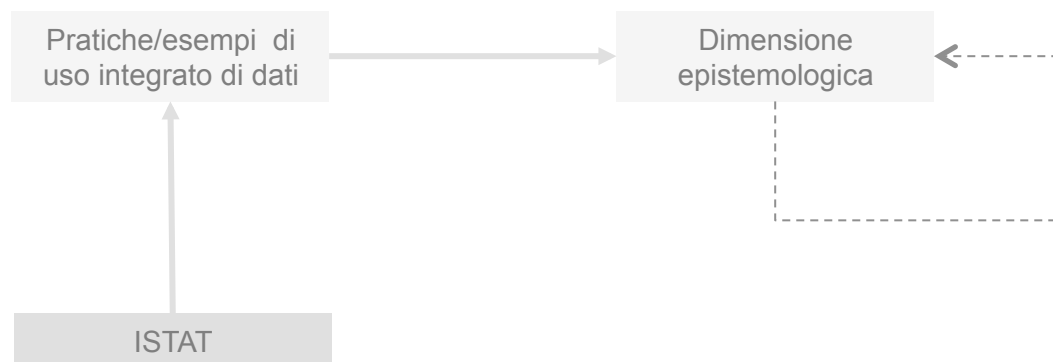 Pratiche/esempi di
uso integrato di dati
Dimensione
epistemologica
ISTAT